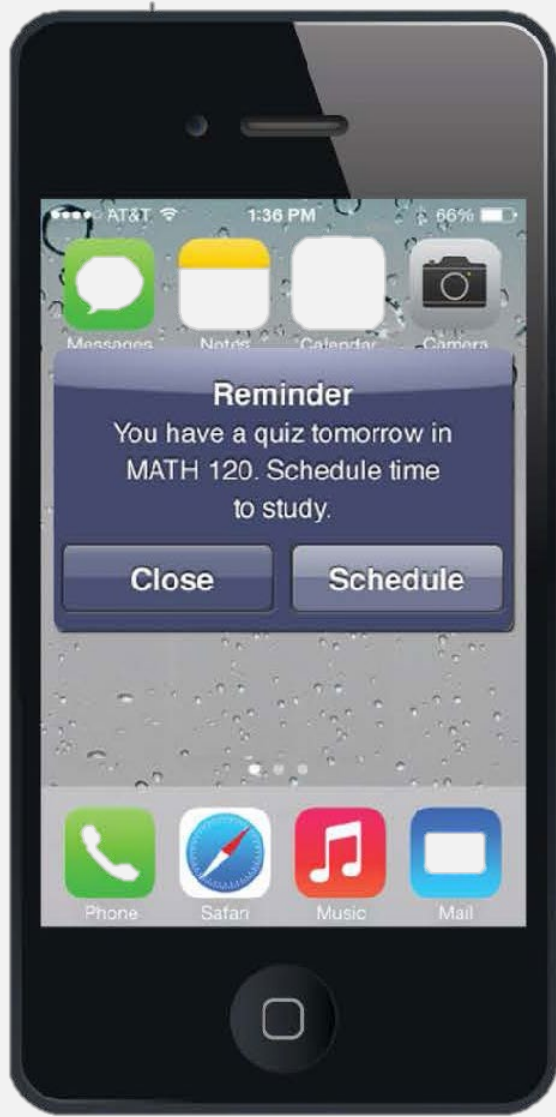 AT&T 1:36 PM 66%
Messages Notes Calendar Camera
Reminder
You have a quiz tomorrow in
MATH 120. Schedule time
to study.
Close Schedule
Phone Safari Music Mail